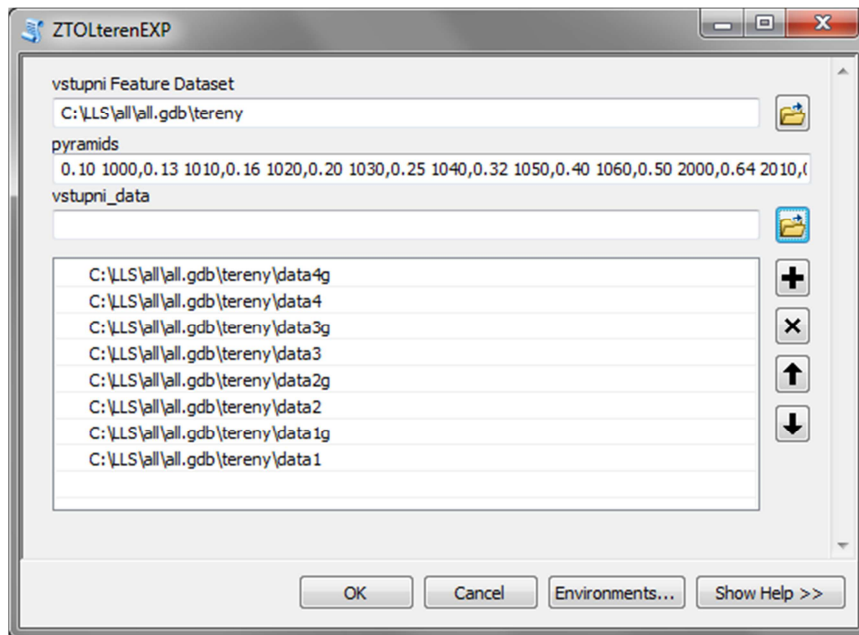 ZTOLterenEXP
vstupni Feature Dataset
C:\LLS\all\all.gdb\tereny
pyramids
0.10 1000,0.13 1010,0.16 1020,0.20 1030,0.25 1040,0.32 1050,0.40 1060,0.50 2000,0.64 2010,(
vstupni_data
C:\LLS\all\all.gdb\tereny\data4g
C:\LLS\all\all.gdb\tereny\data4
C:\LLS\all\all.gdb\tereny\data3g
C:\LLS\all\all.gdb\tereny\data3
C:\LLS\all\all.gdb\tereny\data2g
C:\LLS\all\all.gdb\tereny\data2
C:\LLS\all\all.gdb\tereny\data1g
C:\LLS\all\all.gdb\tereny\data1
OK Cancel Environments... Show Help >>